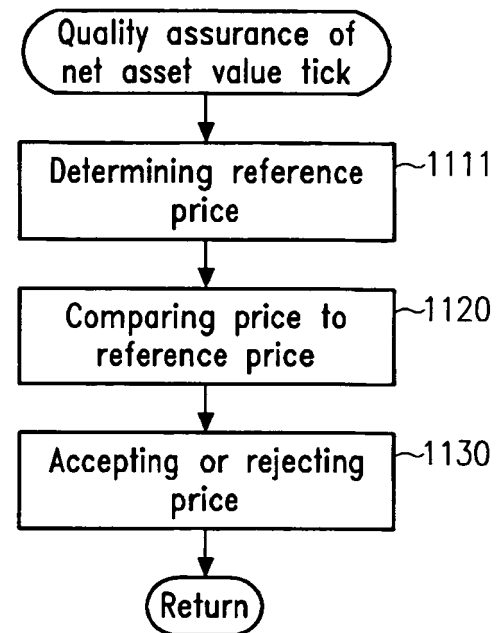 Quality assurance of
net asset value tick
Determining reference
price
1111
Comparing price to
reference price
1120
Accepting or rejecting
price
1130
Return